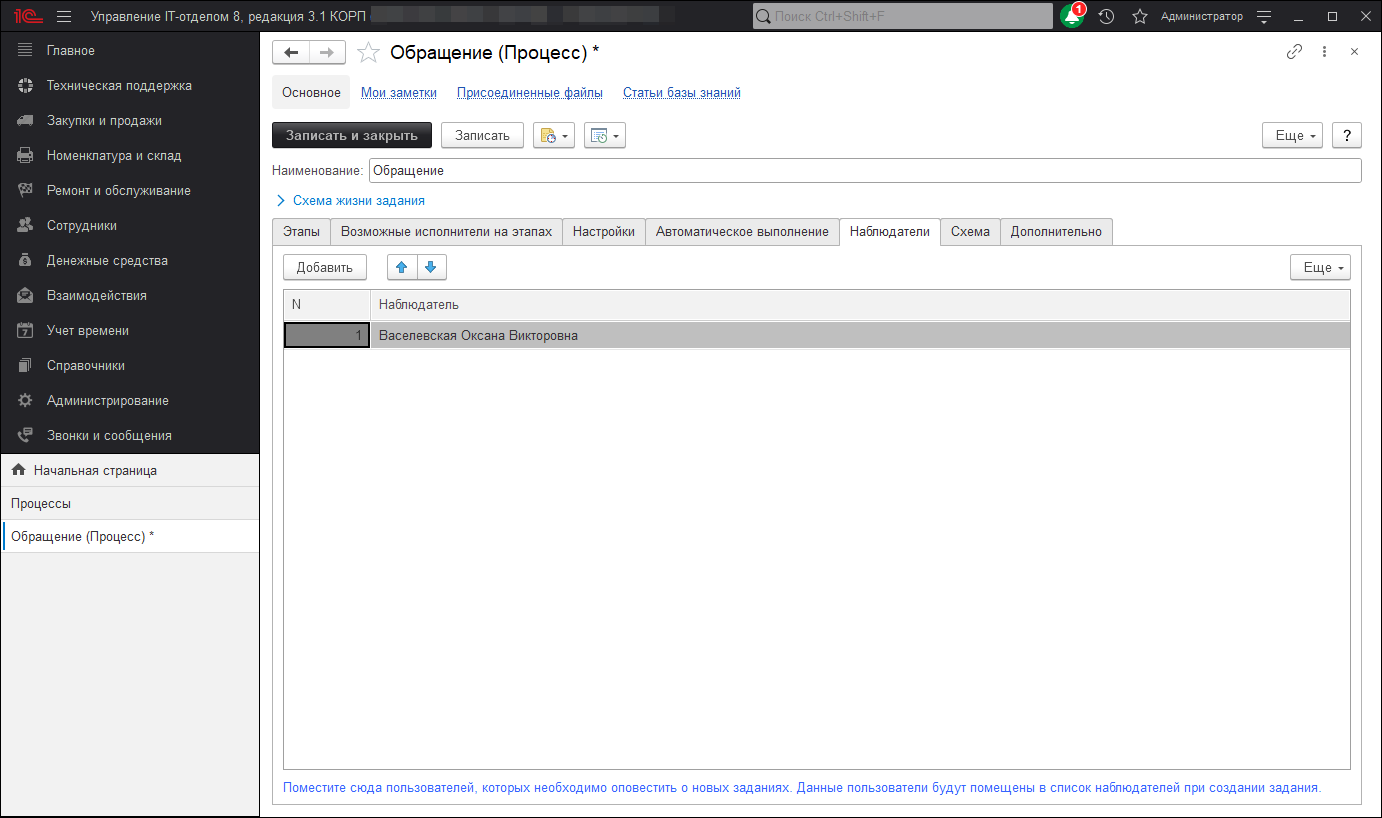 1С Управление IT-отделом 8, редакция 3.1 КОРП Поиск Ctrl+Shift+F 1 Администратор
Главное
Техническая поддержка
Закупки и продажи
Номенклатура и склад
Ремонт и обслуживание
Сотрудники
Денежные средства
Взаимодействия
7 Учет времени
Справочники
Администрирование
Звонки и сообщения
Начальная страница
Процессы
Обращение (Процесс) *
Обращение (Процесс) *
Основное Мои заметки Присоединенные файлы Статьи базы знаний
Записать и закрыть Записать Еще ?
Наименование: Обращение
Схема жизни задания
Этапы Возможные исполнители на этапах Настройки Автоматическое выполнение Наблюдатели Схема Дополнительно
Добавить Еще
N Наблюдатель
1 Васелевская Оксана Викторовна
Поместите сюда пользователей, которых необходимо оповестить о новых заданиях. Данные пользователи будут помещены в список наблюдателей при создании задания.